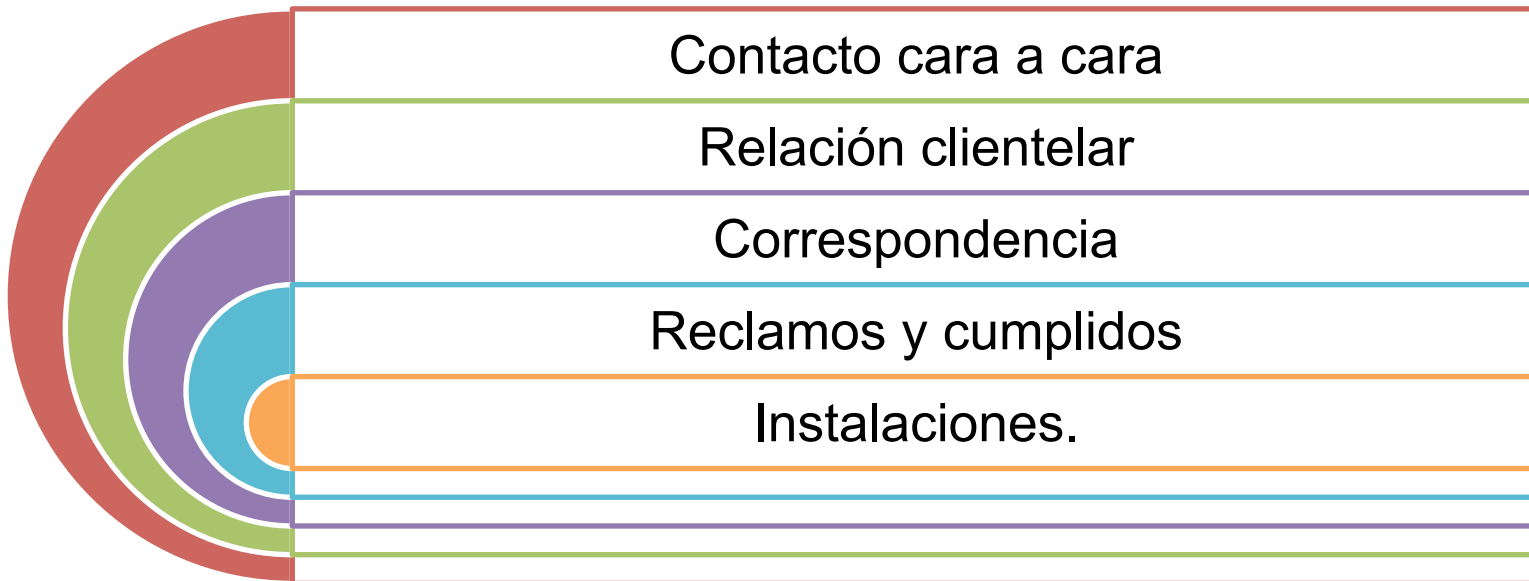 Contacto cara a cara
Relación clientelar
Correspondencia
Reclamos y cumplidos
Instalaciones.